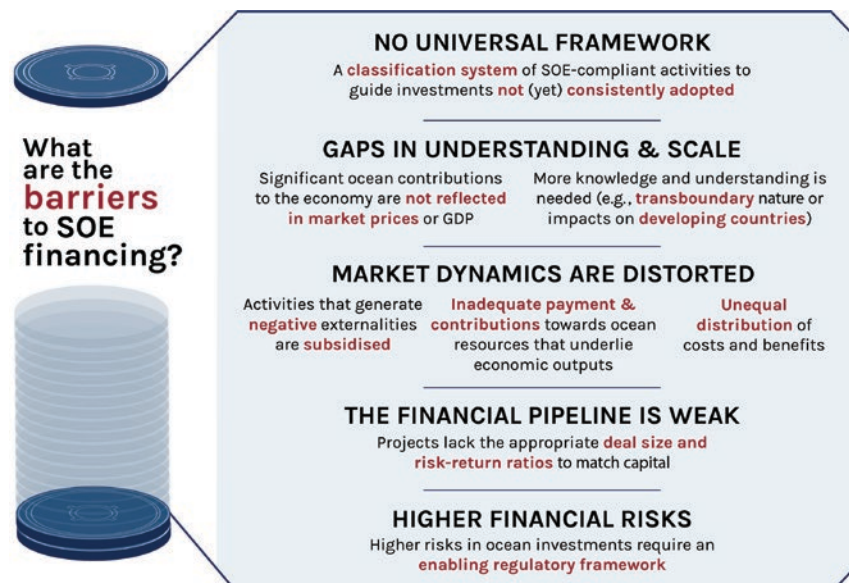 What
are the
barriers
to SOE
financing?
NO UNIVERSAL FRAMEWORK
A classification system of SOE-compliant activities to
guide investments not (yet) consistently adopted
GAPS IN UNDERSTANDING & SCALE
Significant ocean contributions
to the economy are not reflected
in market prices or GDP
More knowledge and understanding is
needed (e.g., transboundary nature or
impacts on developing countries)
MARKET DYNAMICS ARE DISTORTED
Activities that generate
negative externalities
are subsidised
Inadequate payment &
contributions towards ocean
resources that underlie
economic outputs
Unequal
distribution of
costs and benefits
THE FINANCIAL PIPELINE IS WEAK
Projects lack the appropriate deal size and
risk-return ratios to match capital
HIGHER FINANCIAL RISKS
Higher risks in ocean investments require an
enabling regulatory framework